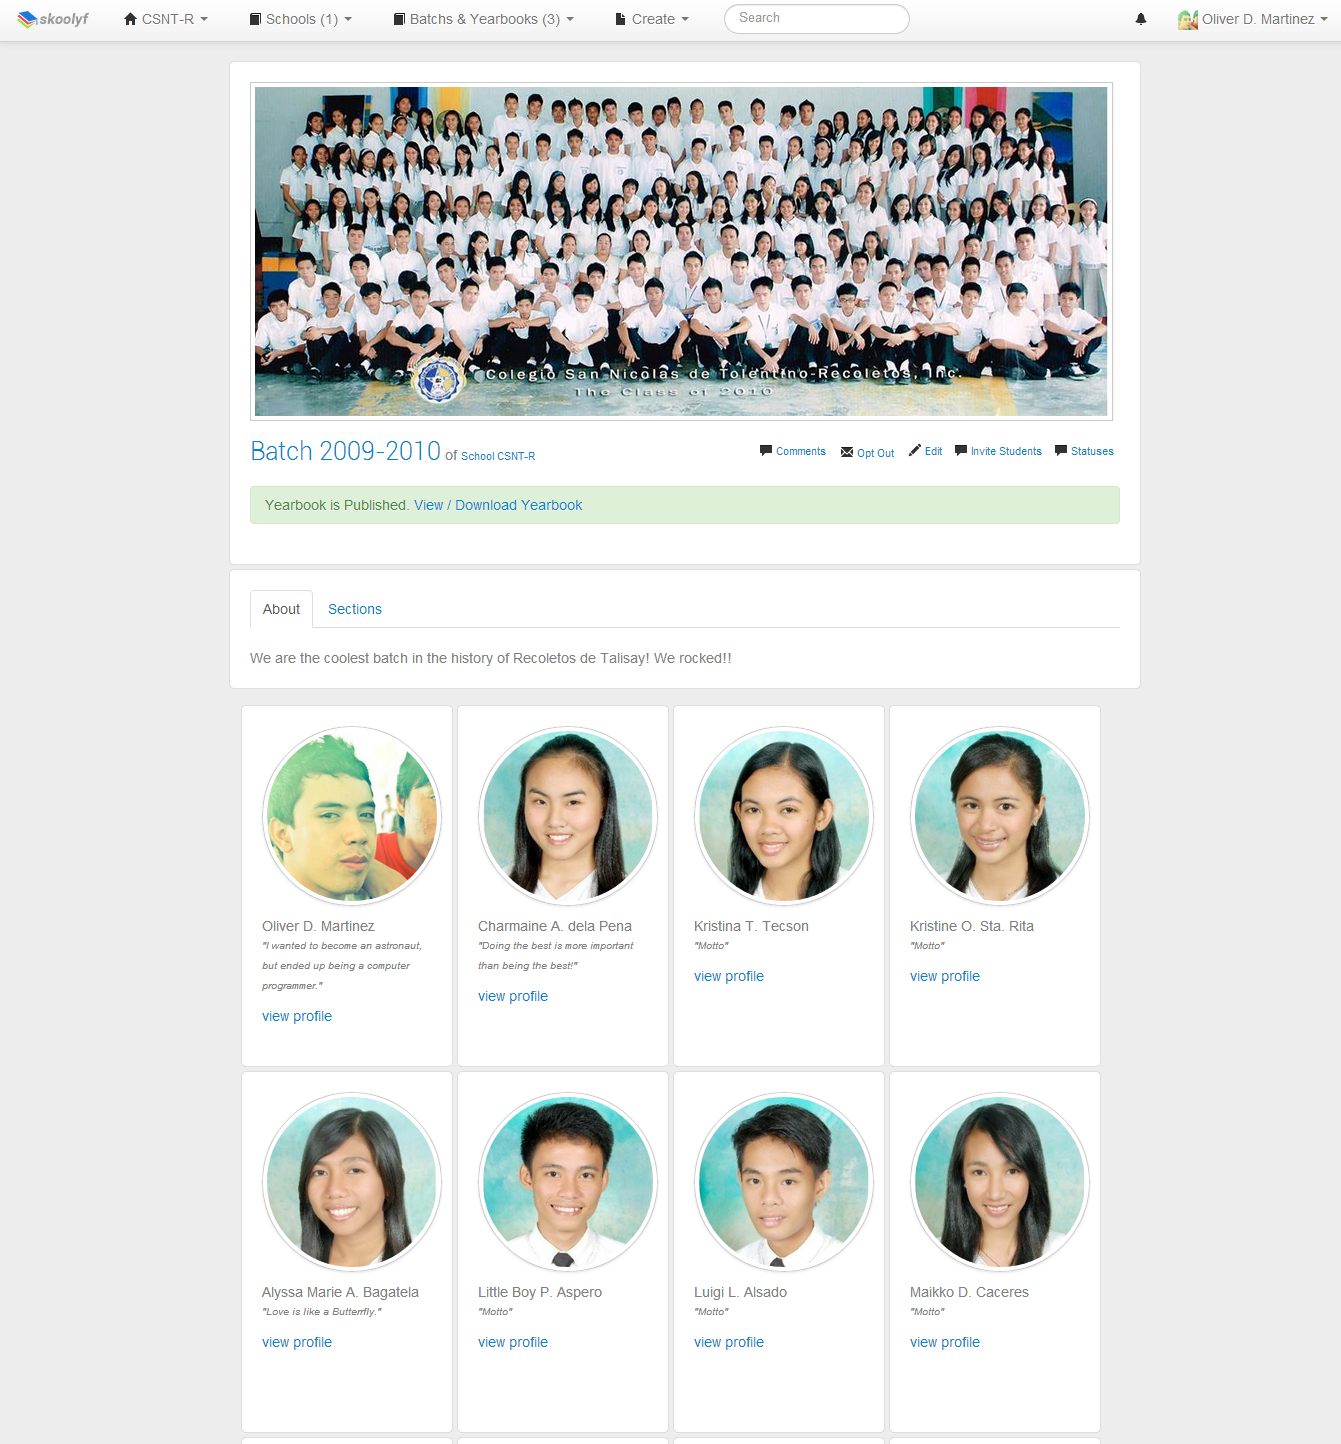 skoolyf
CSNT-R
Schools (1)
Batchs & Yearbooks (3)
Create
Search
Oliver D. Martinez
Colegio San Nicolas de Tolentino-Recoletos, Inc.
The Class of 2010
Batch 2009-2010 of School CSNT-R
Comments
Opt Out
Edit
Invite Students
Statuses
Yearbook is Published. View / Download Yearbook
About
Sections
We are the coolest batch in the history of Recoletos de Talisay! We rocked!!
Oliver D. Martinez
"I wanted to become an astronaut,
but ended up being a computer
programmer."
view profile
Charmaine A. dela Pena
"Doing the best is more important
than being the best!"
view profile
Kristina T. Tecson
"Motto"
view profile
Kristine O. Sta. Rita
"Motto"
view profile
Alyssa Marie A. Bagatela
"Love is like a Butterrfly."
view profile
Little Boy P. Aspero
"Motto"
view profile
Luigi L. Alsado
"Motto"
view profile
Maikko D. Caceres
"Motto"
view profile